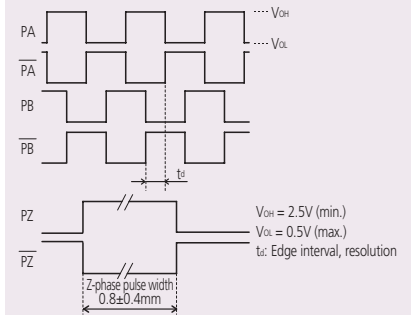 PA
VOH
VOL
PA
PB
PB
td
PZ
VOH = 2.5V (min.)
VOL = 0.5V (max.)
td: Edge interval, resolution
PZ
Z-phase pulse width
0.8±0.4mm